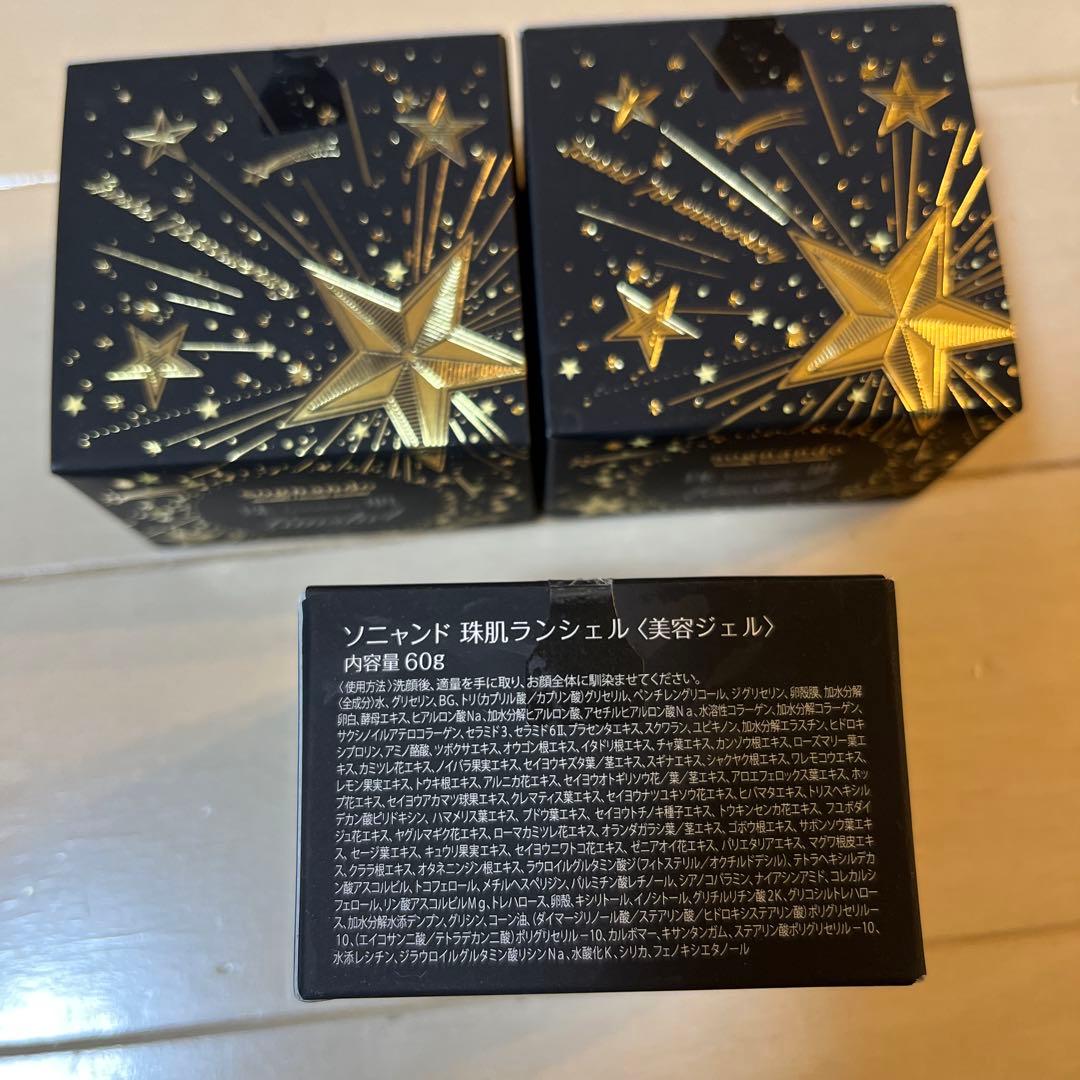 sognando
sognando
ソニャンド 珠肌ランシェル〈美容ジェル〉
内容量 60g
〈使用方法〉洗顔後、適量を手に取り、お顔全体に馴染ませてください。
〈全成分〉水、グリセリン、BG、トリ(カプリル酸／カプリン酸)グリセリル、ペンチレングリコール、ジグリセリン、卵殻膜、加水分解
卵白、酵母エキス、ヒアルロン酸Na、加水分解ヒアルロン酸、アセチルヒアルロン酸Na、水溶性コラーゲン、加水分解コラーゲン、
サクシノイルアテロコラーゲン、セラミド3、セラミド6Ⅱ、プラセンタエキス、スクワラン、ユビキノン、加水分解エラスチン、ヒドロキ
シプロリン、アミノ酪酸、ツボクサエキス、オウゴン根エキス、イタドリ根エキス、チャ葉エキス、カンゾウ根エキス、ローズマリー葉エ
キス、カミツレ花エキス、ノイバラ果実エキス、セイヨウキズタ葉／茎エキス、スギナエキス、シャクヤク根エキス、ワレモコウエキス、
レモン果実エキス、トウキ根エキス、アルニカ花エキス、セイヨウオトギリソウ花／葉／茎エキス、アロエフェロックス葉エキス、ホッ
プ花エキス、セイヨウアカマツ球果エキス、クレマティス葉エキス、セイヨウナツユキソウ花エキス、ヒバマタエキス、トリスヘキシル
デカン酸ピリドキシン、ハマメリス葉エキス、ブドウ葉エキス、セイヨウトチノキ種子エキス、トウキンセンカ花エキス、フユボダイ
ジュ花エキス、ヤグルマギク花エキス、ローマカミツレ花エキス、オランダガラシ葉／茎エキス、ゴボウ根エキス、サボンソウ葉エキ
ス、セージ葉エキス、キュウリ果実エキス、セイヨウニワトコ花エキス、ゼニアオイ花エキス、パリエタリアエキス、マグワ根皮エキ
ス、クララ根エキス、オタネニンジン根エキス、ラウロイルグルタミン酸ジ(フィトステリル／オクチルドデシル)、テトラヘキシルデカ
ン酸アスコルビル、トコフェロール、メチルヘスペリジン、パルミチン酸レチノール、シアノコバラミン、ナイアシンアミド、コレカルシ
フェロール、リン酸アスコルビルMg、トレハロース、卵殻、キシリトール、イノシトール、グリチルリチン酸2K、グリコシルトレハロー
ス、加水分解水添デンプン、グリシン、コーン油、(ダイマージリノール酸／ステアリン酸／ヒドロキシステアリン酸)ポリグリセリル－
10、(エイコサン二酸／テトラデカン二酸)ポリグリセリル－10、カルボマー、キサンタンガム、ステアリン酸ポリグリセリル－10、
水添レシチン、ジラウロイルグルタミン酸リシンNa、水酸化K、シリカ、フェノキシエタノール